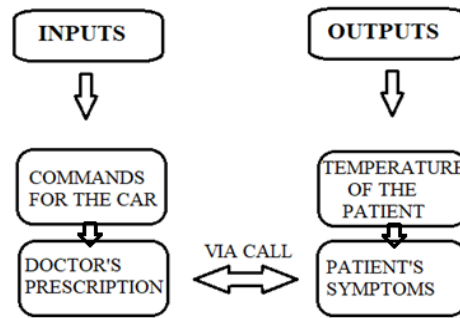 INPUTS
OUTPUTS
COMMANDS
FOR THE CAR
TEMPERATURE
OF THE
PATIENT
DOCTOR'S
PRESCRIPTION
VIA CALL
PATIENT'S
SYMPTOMS